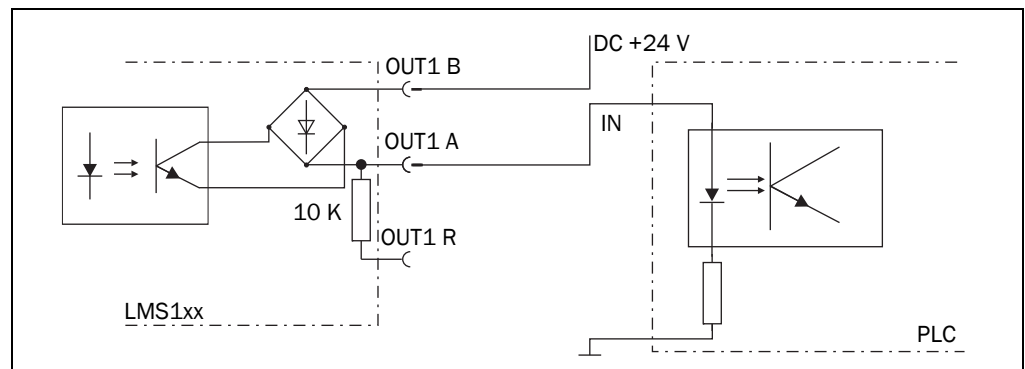 DC +24 V
OUT1 B
IN
OUT1 A
10 K
OUT1 R
LMS1xx
PLC